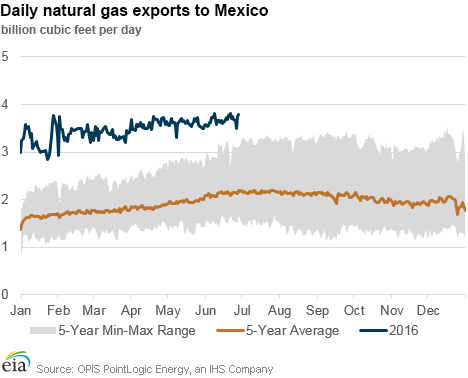 Daily natural gas exports to Mexico
billion cubic feet per day
5
4
3
2
1
0
Jan Feb Mar Apr May Jun Jul Aug Sep Oct Nov Dec
5-Year Min-Max Range 5-Year Average 2016
eia Source: OPIS PointLogic Energy, an IHS Company